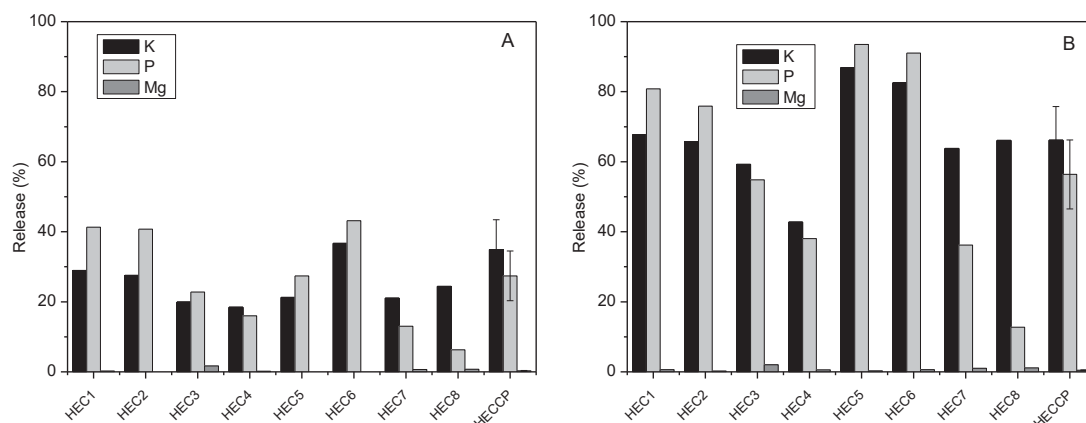 100
80
60
40
20
0
Release (%)
A
K
P
Mg
HEC1
HEC2
HEC3
HEC4
HEC5
HEC6
HEC7
HEC8
HECCP
100
80
60
40
20
0
Release (%)
B
K
P
Mg
HEC1
HEC2
HEC3
HEC4
HEC5
HEC6
HEC7
HEC8
HECCP